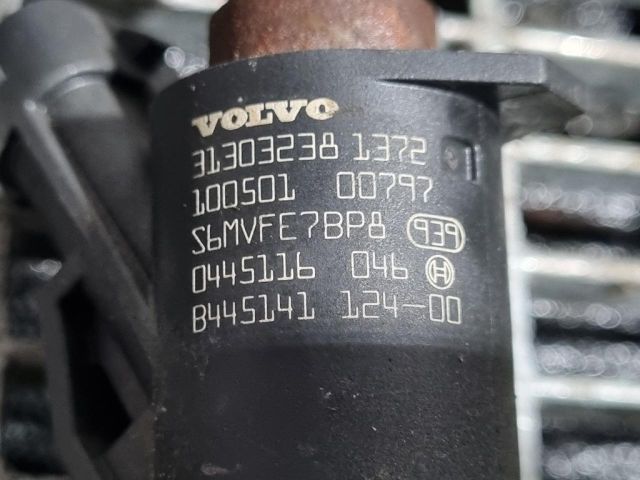 VOLVO
31303238 1372
100501 00797
S6MVFE7BP8 939
0445116 046 H
B445141 124-00